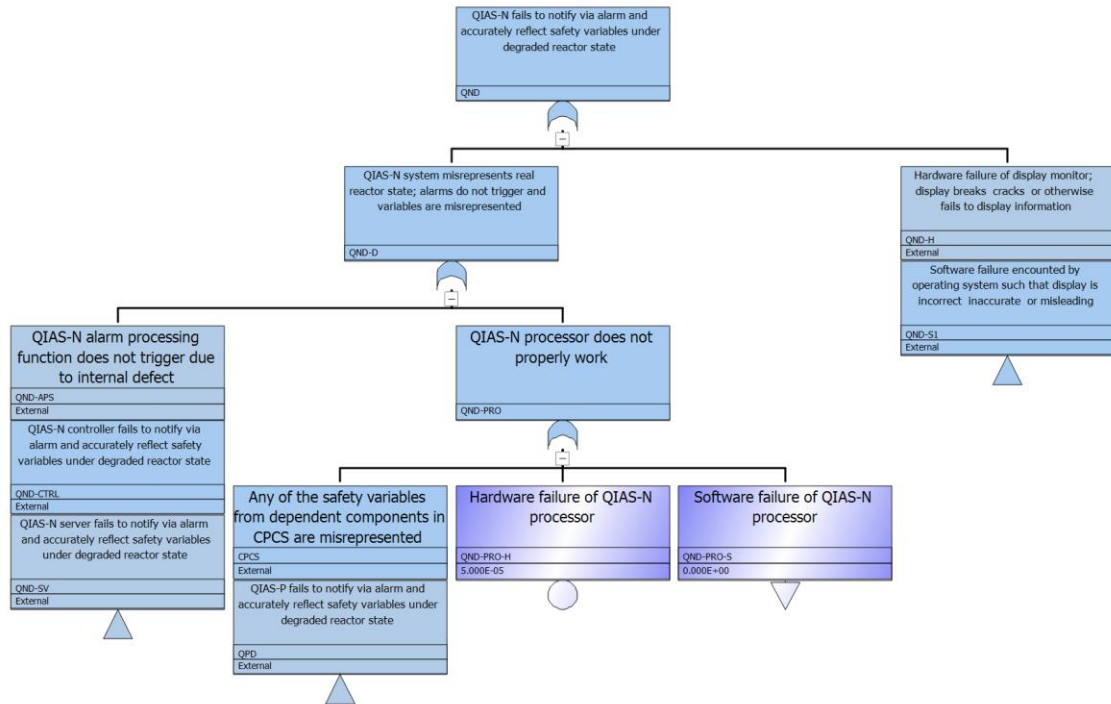 QIAS-N fails to notify via alarm and
accurately reflect safety variables under
degraded reactor state
QND
QIAS-N system misrepresents real
reactor state; alarms do not trigger and
variables are misrepresented
QND-D
Hardware failure of display monitor;
display breaks cracks or otherwise
fails to display information
QND-H
External
Software failure encounted by
operating system such that display is
incorrect inaccurate or misleading
QND-S1
External
QIAS-N alarm processing
function does not trigger due
to internal defect
QND-APS
External
QIAS-N controller fails to notify via
alarm and accurately reflect safety
variables under degraded reactor state
QND-CTRL
External
QIAS-N server fails to notify via alarm
and accurately reflect safety variables
under degraded reactor state
QND-SV
External
QIAS-N processor does not
properly work
QND-PRO
Any of the safety variables
from dependent components in
CPCS are misrepresented
CPCS
External
QIAS-P fails to notify via alarm and
accurately reflect safety variables under
degraded reactor state
QPD
External
Hardware failure of QIAS-N
processor
QND-PRO-H
5.000E-05
Software failure of QIAS-N
processor
QND-PRO-S
0.000E+00